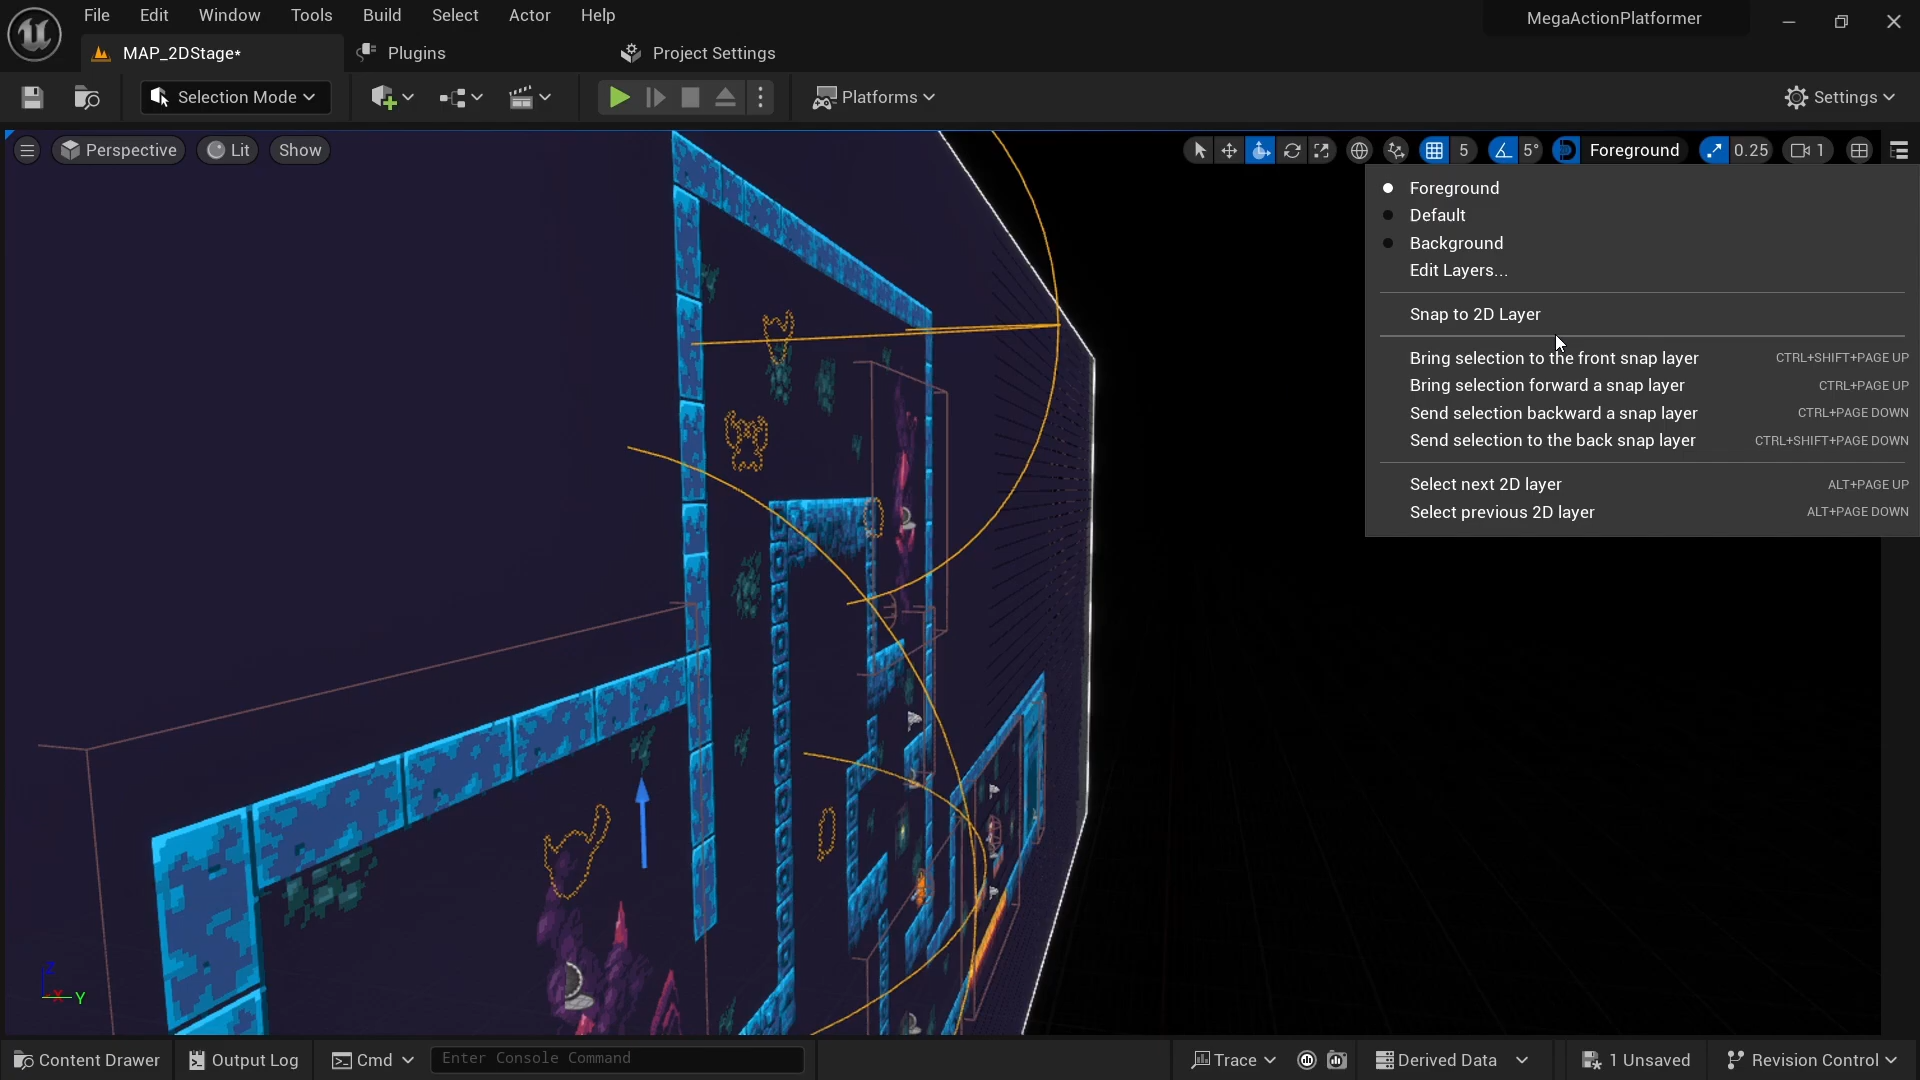 File Edit Window Tools Build Select Actor Help
MegaActionPlatformer
MAP_2DStage*
Plugins
Project Settings
Selection Mode
Platforms
Settings
Perspective
Lit
Show
5
5°
Foreground
0.25
1
Foreground
Default
Background
Edit Layers...
Snap to 2D Layer
Bring selection to the front snap layer CTRL+SHIFT+PAGE UP
Bring selection forward a snap layer CTRL+PAGE UP
Send selection backward a snap layer CTRL+PAGE DOWN
Send selection to the back snap layer CTRL+SHIFT+PAGE DOWN
Select next 2D layer ALT+PAGE UP
Select previous 2D layer ALT+PAGE DOWN
Z
X
Y
Content Drawer
Output Log
Cmd
Enter Console Command
Trace
Derived Data
1 Unsaved
Revision Control